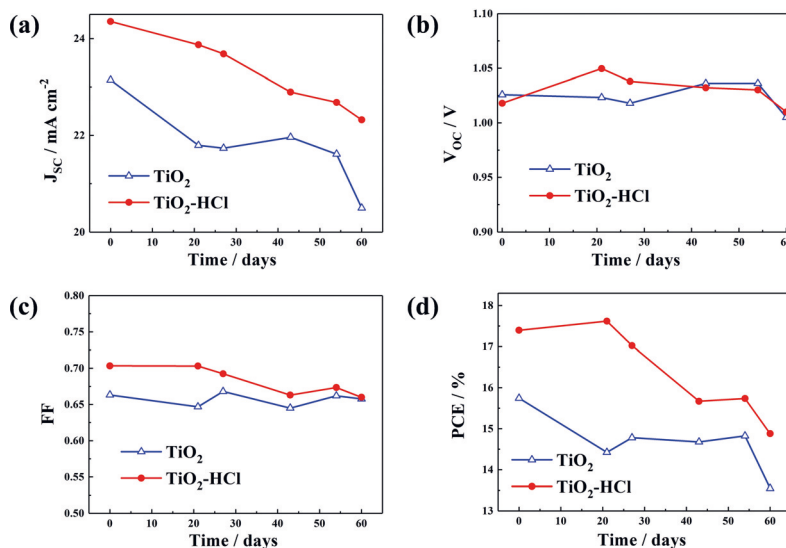 (a)
J_SC / mA cm⁻²
24
22
20
TiO₂
TiO₂-HCl
0 10 20 30 40 50 60
Time / days
(b)
V_OC / V
1.10
1.05
1.00
0.95
0.90
TiO₂
TiO₂-HCl
0 10 20 30 40 50 60
Time / days
(c)
FF
0.80
0.75
0.70
0.65
0.60
0.55
0.50
TiO₂
TiO₂-HCl
0 10 20 30 40 50 60
Time / days
(d)
PCE / %
18
17
16
15
14
13
TiO₂
TiO₂-HCl
0 10 20 30 40 50 60
Time / days